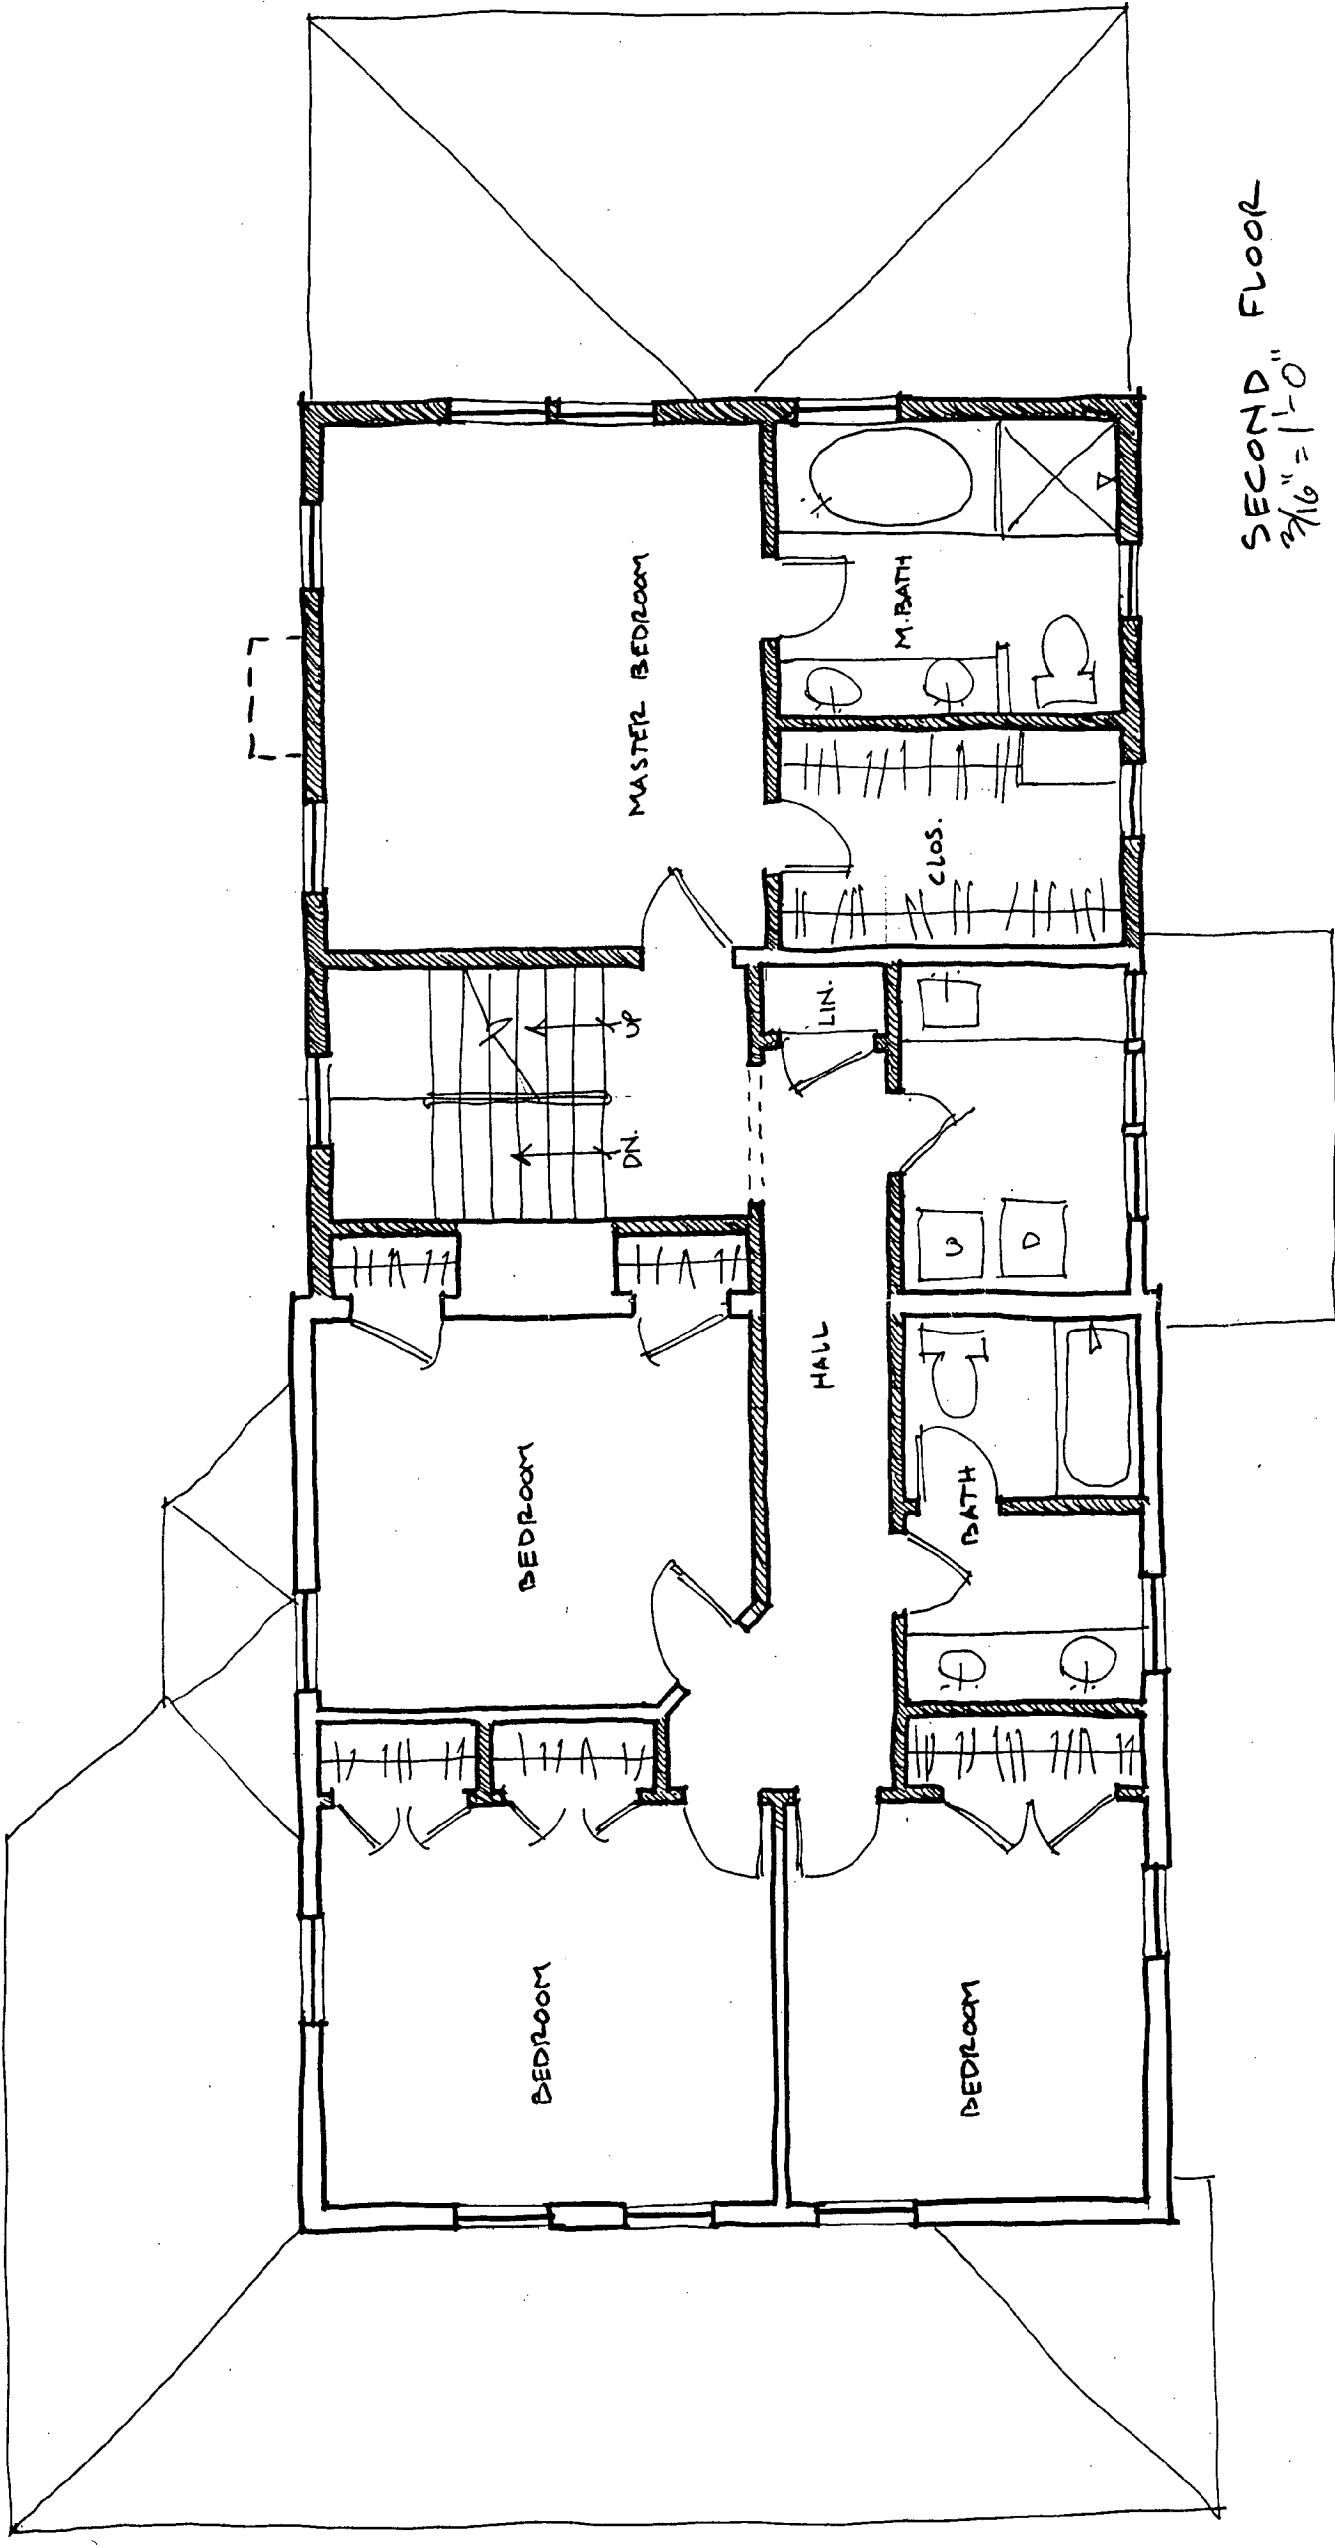 BEDROOM
BEDROOM
DN.
UP
MASTER BEDROOM
HALL
LIN.
CLOS.
M.BATH
BEDROOM
BATH
W
D
SECOND FLOOR
3/16" = 1'-0"